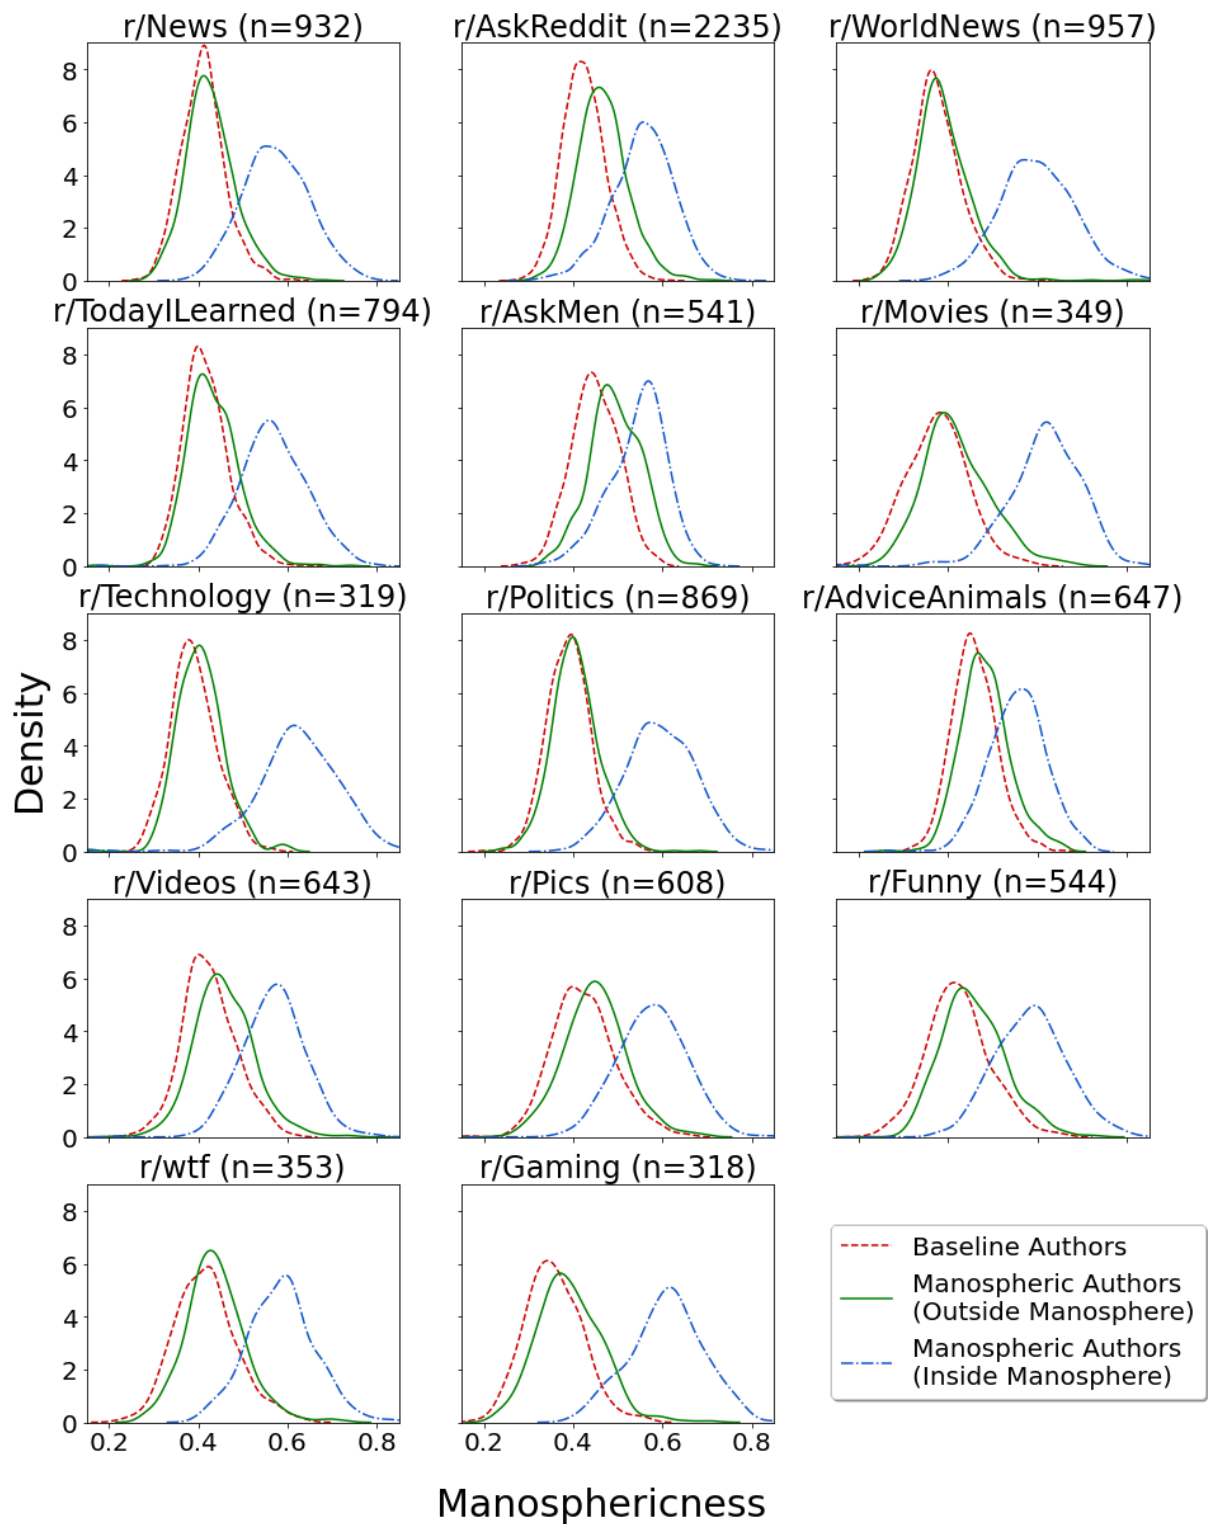 r/News (n=932)
r/AskReddit (n=2235)
r/WorldNews (n=957)
8
6
4
2
0
r/TodayILearned (n=794)
r/AskMen (n=541)
r/Movies (n=349)
8
6
4
2
0
r/Technology (n=319)
r/Politics (n=869)
r/AdviceAnimals (n=647)
8
6
4
2
0
Density
r/Videos (n=643)
r/Pics (n=608)
r/Funny (n=544)
8
6
4
2
0
r/wtf (n=353)
r/Gaming (n=318)
8
6
4
2
0
0.2 0.4 0.6 0.8
0.2 0.4 0.6 0.8
Baseline Authors
Manospheric Authors
(Outside Manosphere)
Manospheric Authors
(Inside Manosphere)
Manosphericness